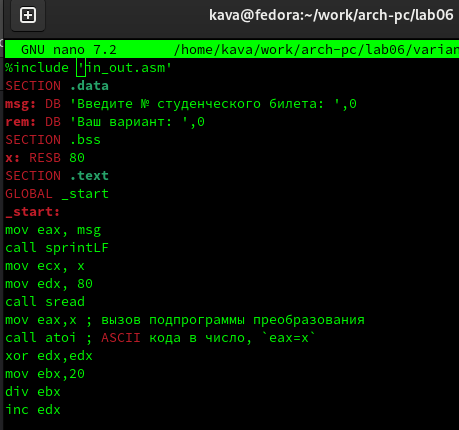 kava@fedora:~/work/arch-pc/lab06
GNU nano 7.2 /home/kava/work/arch-pc/lab06/varian
%include 'in_out.asm'
SECTION .data
msg: DB 'Введите № студенческого билета: ',0
rem: DB 'Ваш вариант: ',0
SECTION .bss
x: RESB 80
SECTION .text
GLOBAL _start
_start:
mov eax, msg
call sprintLF
mov ecx, x
mov edx, 80
call sread
mov eax,x ; вызов подпрограммы преобразования
call atoi ; ASCII кода в число, `eax=x`
xor edx,edx
mov ebx,20
div ebx
inc edx